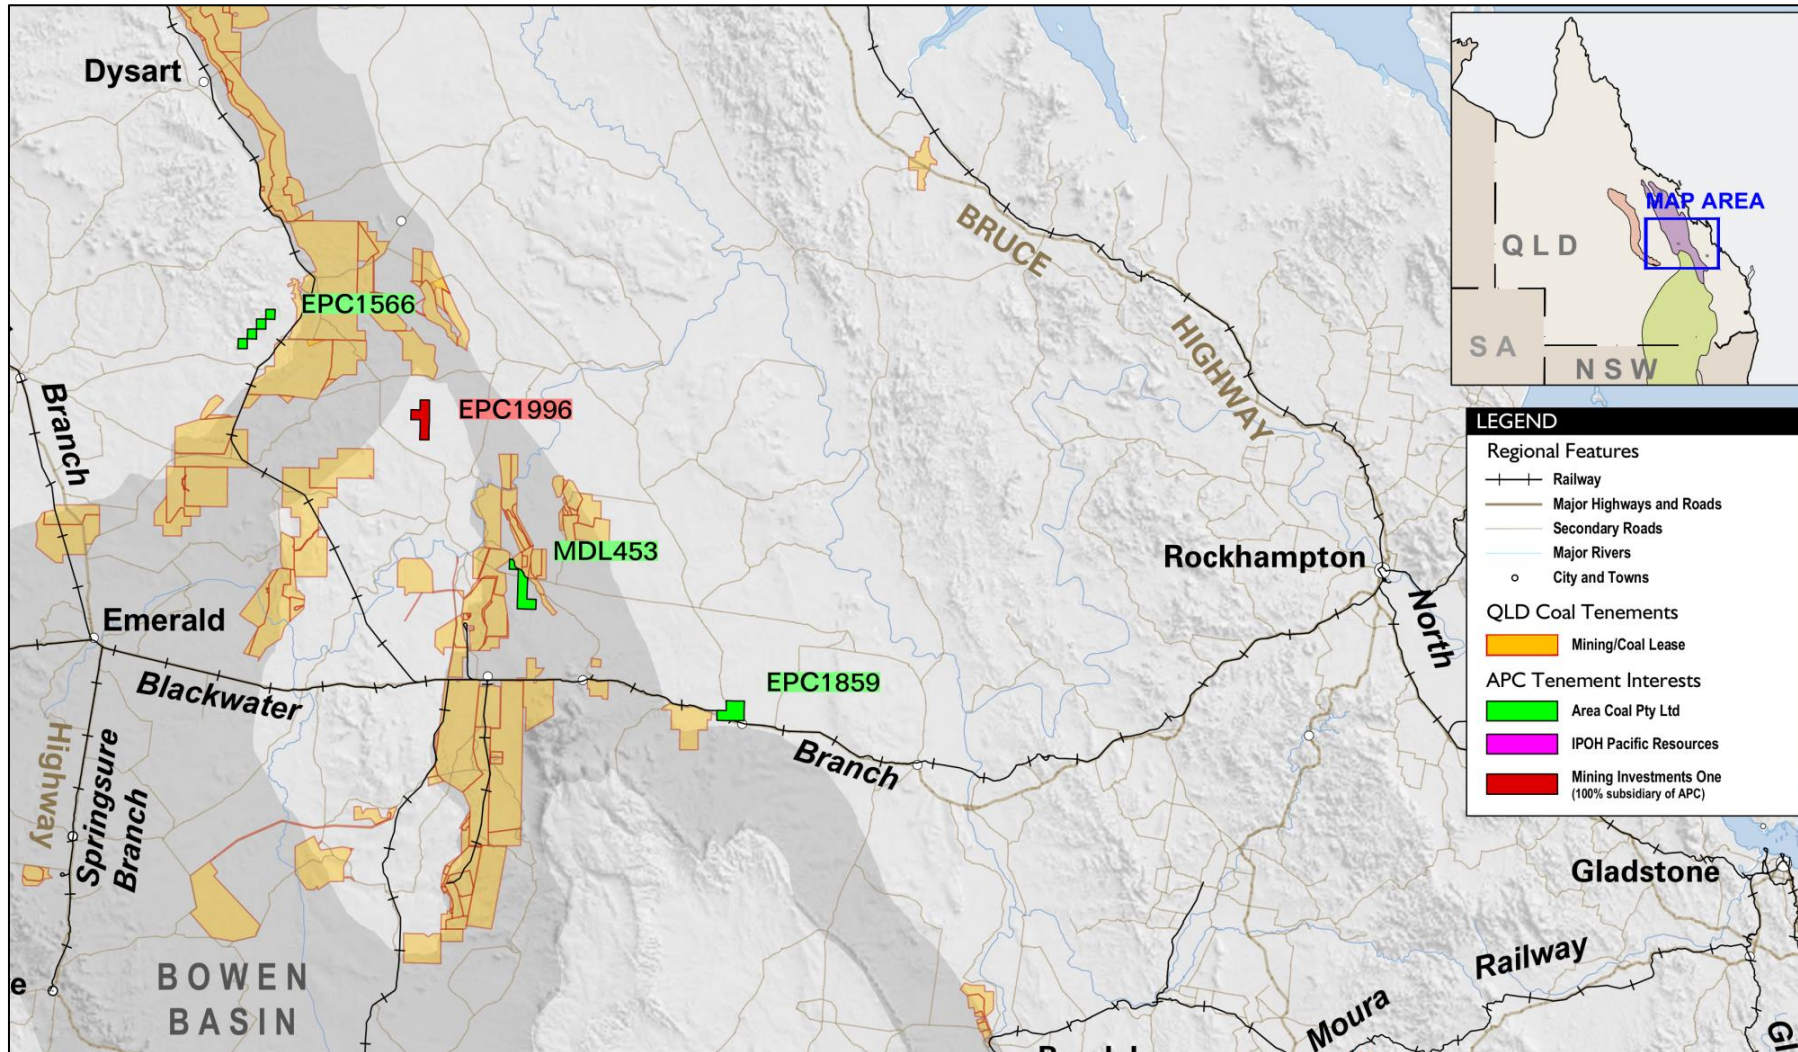 Dysart
BRUCE
HIGHWAY
EPC1566
EPC1996
Branch
MDL453
Rockhampton
North
Emerald
Blackwater
EPC1859
Branch
Highway
Springsure
Branch
Gladstone
Railway
Moura
BOWEN
BASIN
e
MAP AREA
QLD
SA
NSW
LEGEND
Regional Features
Railway
Major Highways and Roads
Secondary Roads
Major Rivers
City and Towns
QLD Coal Tenements
Mining/Coal Lease
APC Tenement Interests
Area Coal Pty Ltd
IPOH Pacific Resources
Mining Investments One
(100% subsidiary of APC)